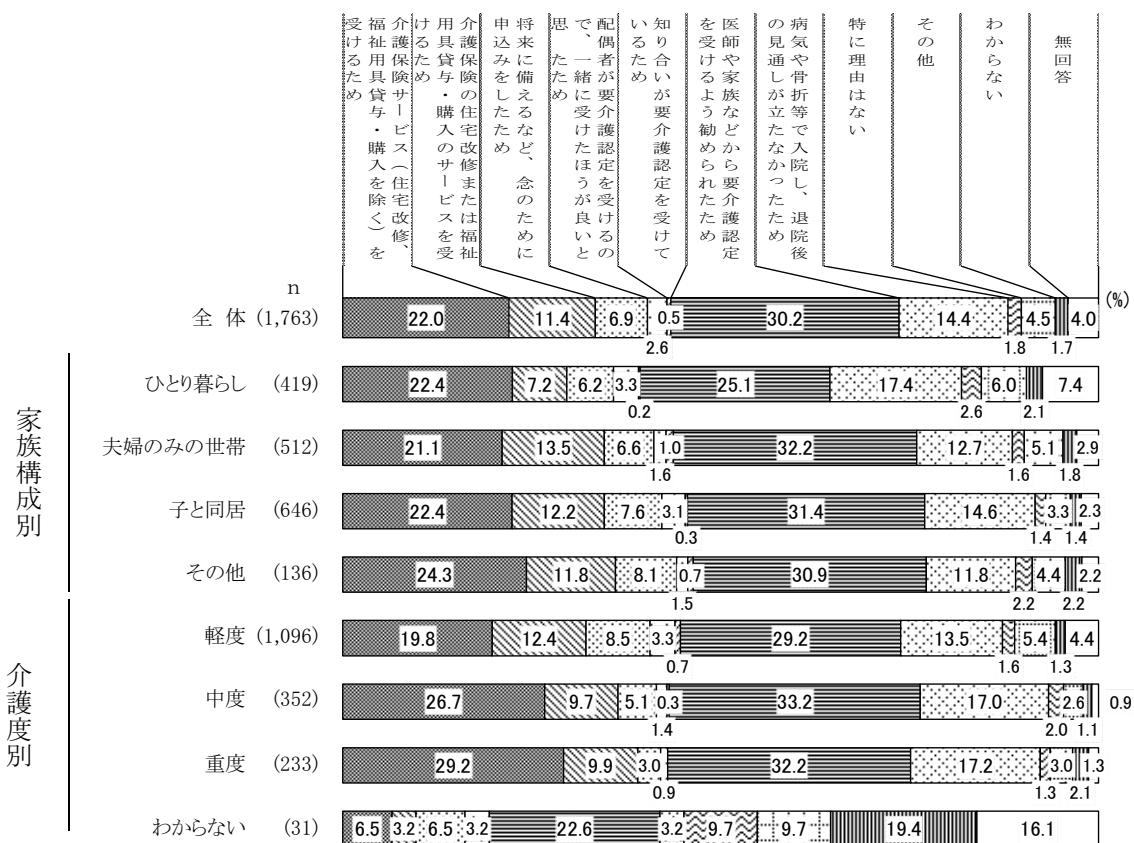 無回答
わからない
その他
特に理由はない
病気や骨折等で入院し、退院後
の見通しが立たなかったため
医師や家族などから要介護認定
を受けるよう勧められたため
知り合いが要介護認定を受けて
いるため
配偶者が要介護認定を受けるの
で、一緒に受けたほうが良いと
思 たため
将来に備えるなど、念のために
申込みをしたため
介護保険の住宅改修または福祉
用具貸与・購入のサービスを受
けるため
介護保険サービス(住宅改修、
福祉用具貸与・購入を除く)を
受けるため
n
(%)
全 体 (1,763) 22.0 11.4 6.9 0.5 30.2 14.4 4.5 4.0
2.6 1.8 1.7
家族構成別
ひとり暮らし (419) 22.4 7.2 6.2 3.3 25.1 17.4 6.0 7.4
0.2 2.6 2.1
夫婦のみの世帯 (512) 21.1 13.5 6.6 1.0 32.2 12.7 5.1 2.9
1.6 1.6 1.8
子と同居 (646) 22.4 12.2 7.6 3.1 31.4 14.6 3.3 2.3
0.3 1.4 1.4
その他 (136) 24.3 11.8 8.1 0.7 30.9 11.8 4.4 2.2
1.5 2.2 2.2
介護度別
軽度 (1,096) 19.8 12.4 8.5 3.3 29.2 13.5 5.4 4.4
0.7 1.6 1.3
中度 (352) 26.7 9.7 5.1 0.3 33.2 17.0 2.6 0.9
1.4 2.0 1.1
重度 (233) 29.2 9.9 3.0 32.2 17.2 3.0 1.3
0.9 1.3 2.1
わからない (31) 6.5 3.2 6.5 3.2 22.6 3.2 9.7 9.7 19.4 16.1